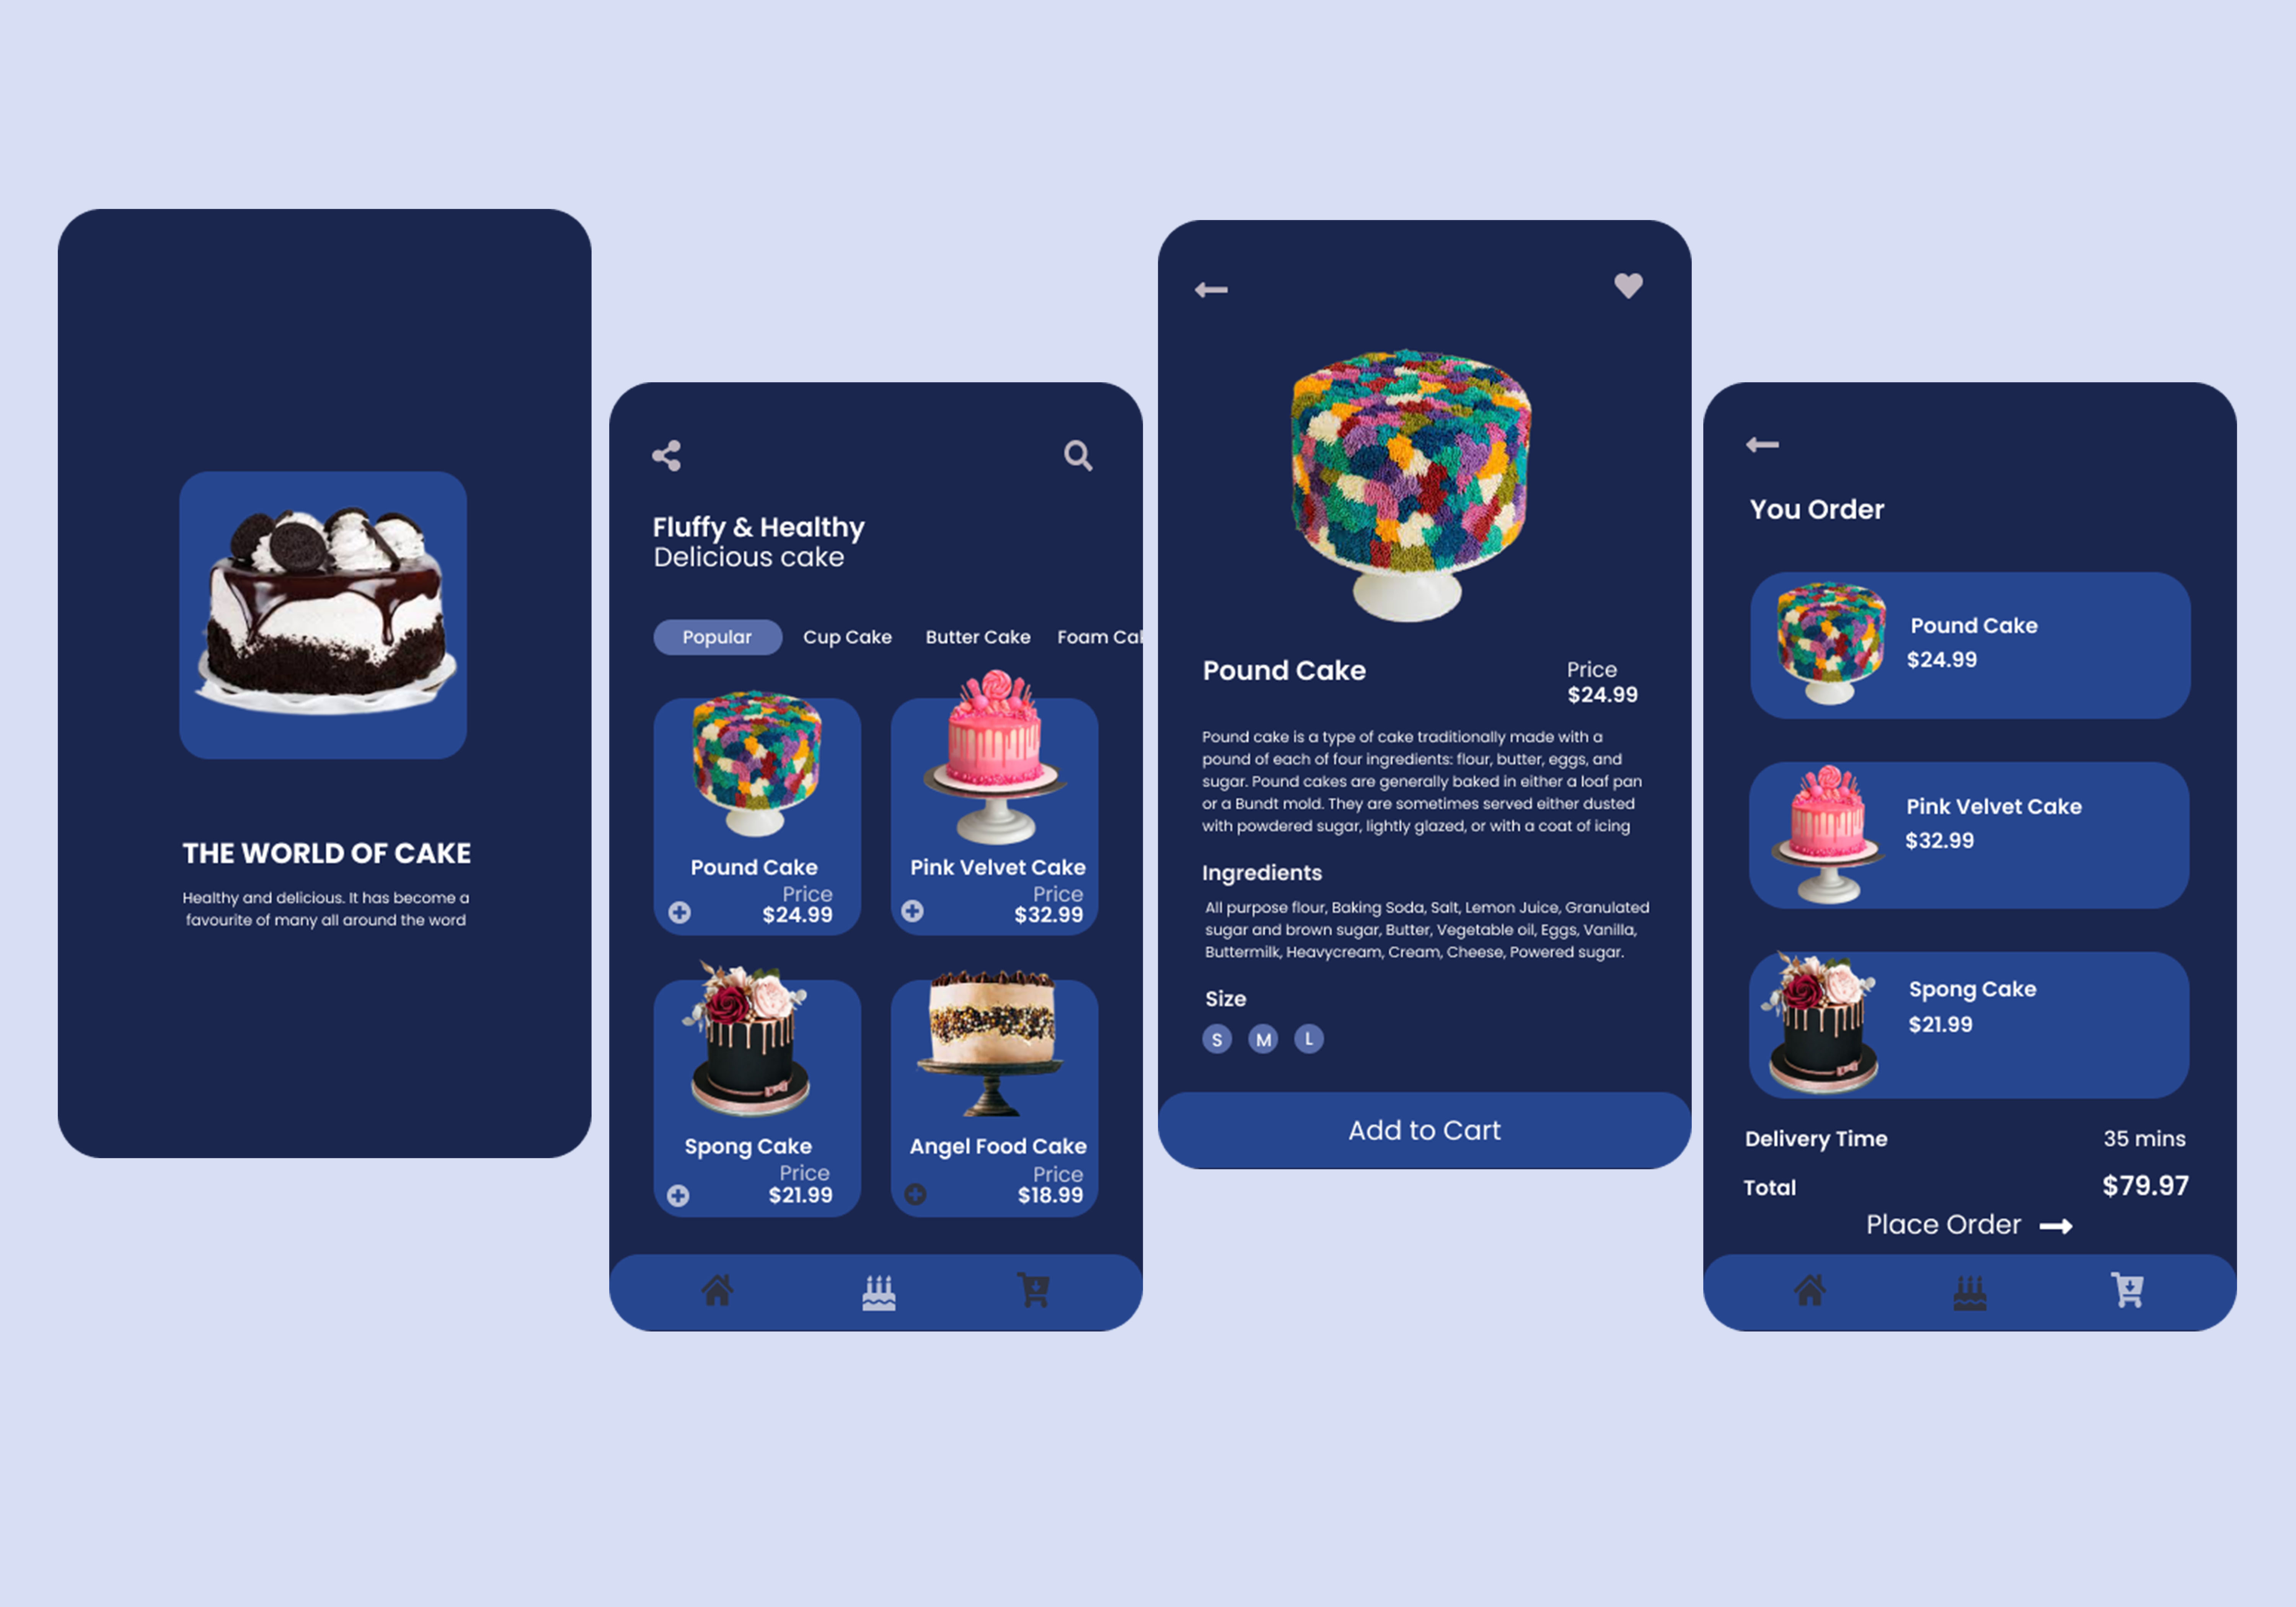 THE WORLD OF CAKE
Healthy and delicious. It has become a
favourite of many all around the word
Fluffy & Healthy
Delicious cake
Popular Cup Cake Butter Cake Foam Cak
Pound Cake
Price
$24.99
Pink Velvet Cake
Price
$32.99
Spong Cake
Price
$21.99
Angel Food Cake
Price
$18.99
Pound Cake
Price
$24.99
Pound cake is a type of cake traditionally made with a
pound of each of four ingredients: flour, butter, eggs, and
sugar. Pound cakes are generally baked in either a loaf pan
or a Bundt mold. They are sometimes served either dusted
with powdered sugar, lightly glazed, or with a coat of icing
Ingredients
All purpose flour, Baking Soda, Salt, Lemon Juice, Granulated
sugar and brown sugar, Butter, Vegetable oil, Eggs, Vanilla,
Buttermilk, Heavycream, Cream, Cheese, Powered sugar.
Size
S M L
Add to Cart
You Order
Pound Cake
$24.99
Pink Velvet Cake
$32.99
Spong Cake
$21.99
Delivery Time 35 mins
Total $79.97
Place Order